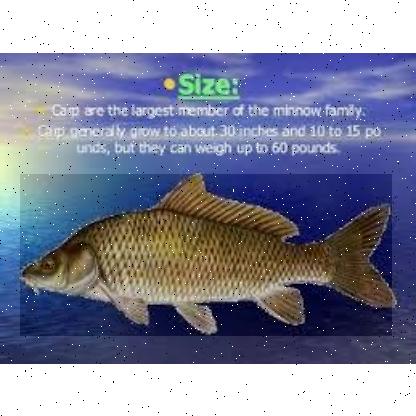 Size:
Carp are the largest member of the minnow family.
Carp generally grow to about 30 inches and 10 to 15 po
unds, but they can weigh up to 60 pounds.